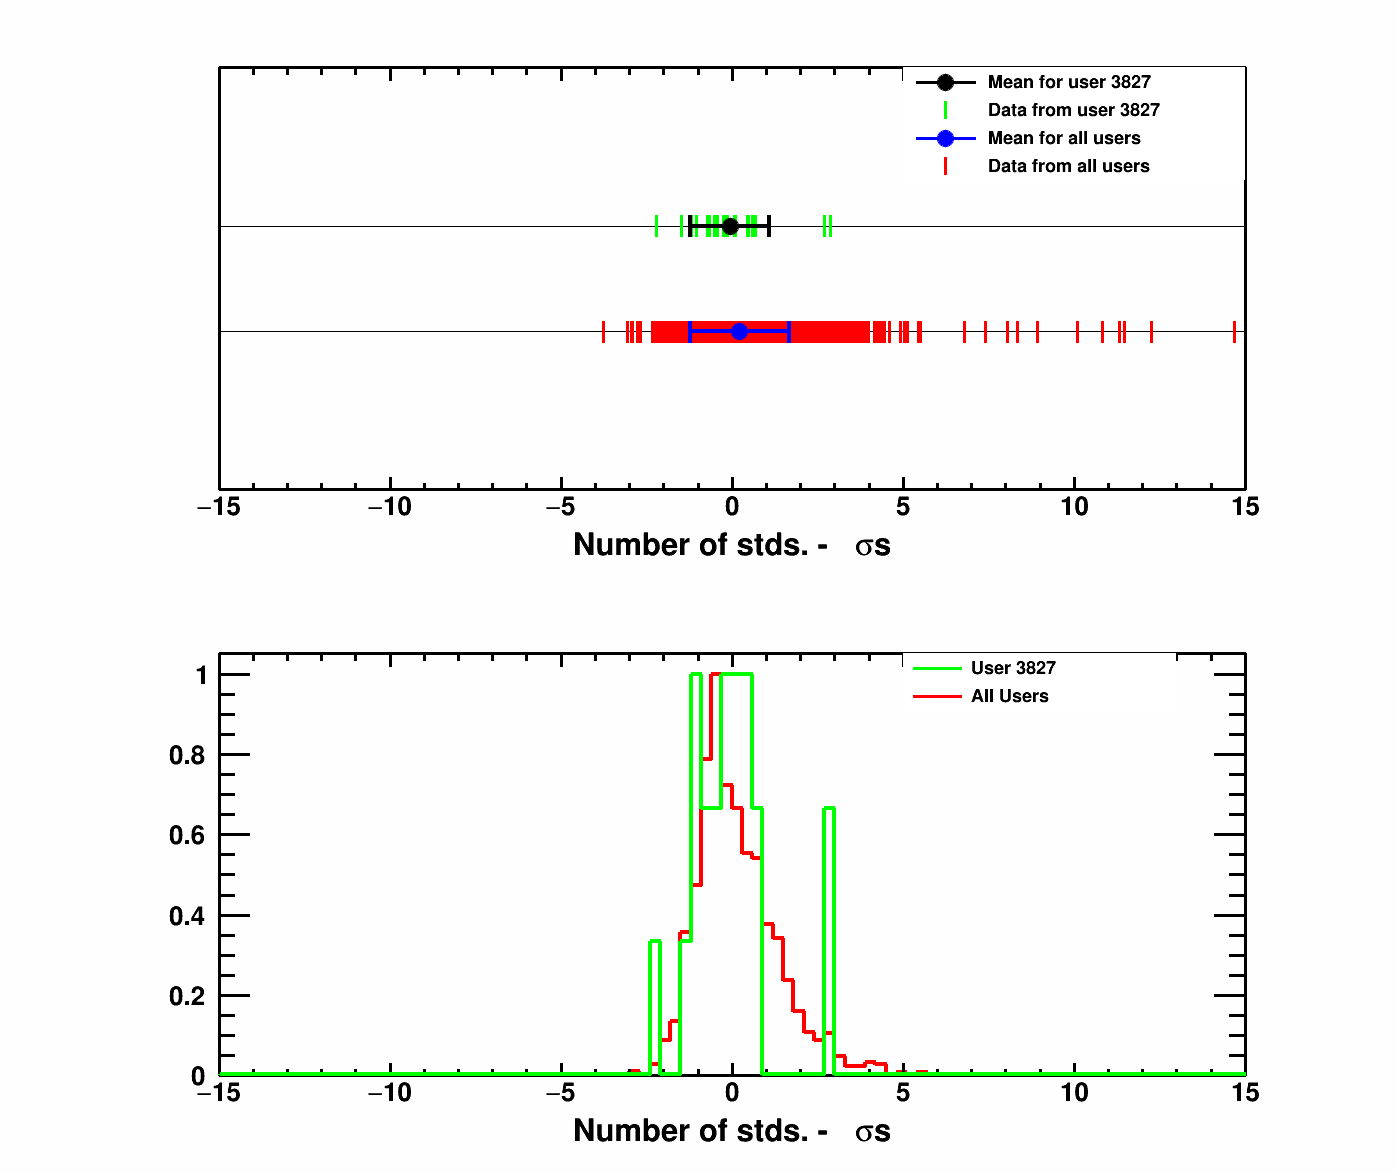 Mean for user 3827
Data from user 3827
Mean for all users
Data from all users
−15 −10 −5 0 5 10 15
Number of stds. - σs
User 3827
All Users
1
0.8
0.6
0.4
0.2
0
−15 −10 −5 0 5 10 15
Number of stds. - σs